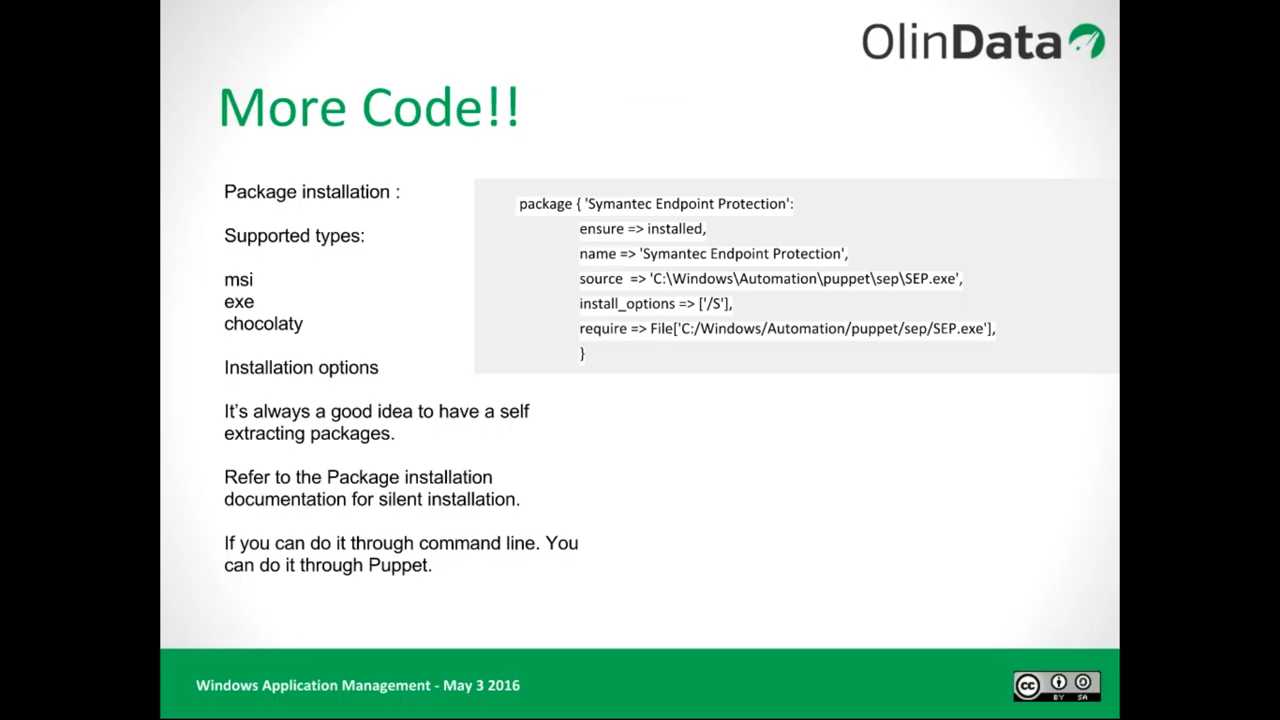 OlinData
More Code!!
Package installation :
Supported types:
msi
exe
chocolaty
Installation options
It's always a good idea to have a self
extracting packages.
Refer to the Package installation
documentation for silent installation.
If you can do it through command line. You
can do it through Puppet.
package { 'Symantec Endpoint Protection':
ensure => installed,
name => 'Symantec Endpoint Protection',
source => 'C:\Windows\Automation\puppet\sep\SEP.exe',
install_options => ['/S'],
require => File['C:/Windows/Automation/puppet/sep/SEP.exe'],
}
Windows Application Management - May 3 2016
cc
BY SA